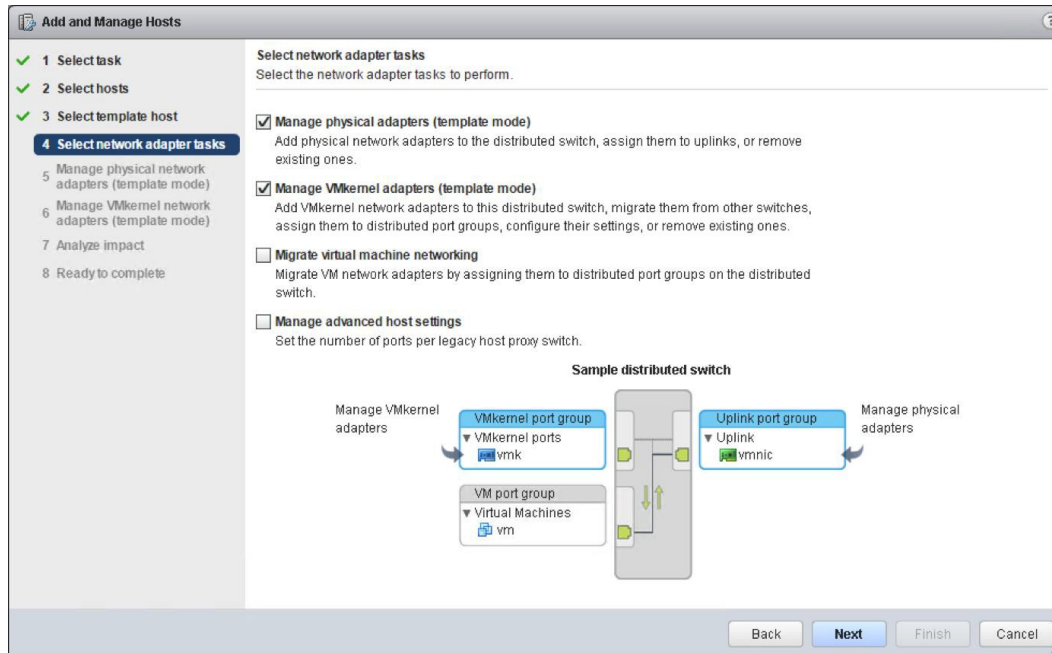 Add and Manage Hosts
?
1 Select task
2 Select hosts
3 Select template host
4 Select network adapter tasks
5 Manage physical network
adapters (template mode)
6 Manage VMkernel network
adapters (template mode)
7 Analyze impact
8 Ready to complete
Select network adapter tasks
Select the network adapter tasks to perform.
Manage physical adapters (template mode)
Add physical network adapters to the distributed switch, assign them to uplinks, or remove
existing ones.
Manage VMkernel adapters (template mode)
Add VMkernel network adapters to this distributed switch, migrate them from other switches,
assign them to distributed port groups, configure their settings, or remove existing ones.
Migrate virtual machine networking
Migrate VM network adapters by assigning them to distributed port groups on the distributed
switch.
Manage advanced host settings
Set the number of ports per legacy host proxy switch.
Sample distributed switch
Manage VMkernel
adapters
VMkernel port group
VMkernel ports
vmk
VM port group
Virtual Machines
vm
Uplink port group
Uplink
vmnic
Manage physical
adapters
Back
Next
Finish
Cancel